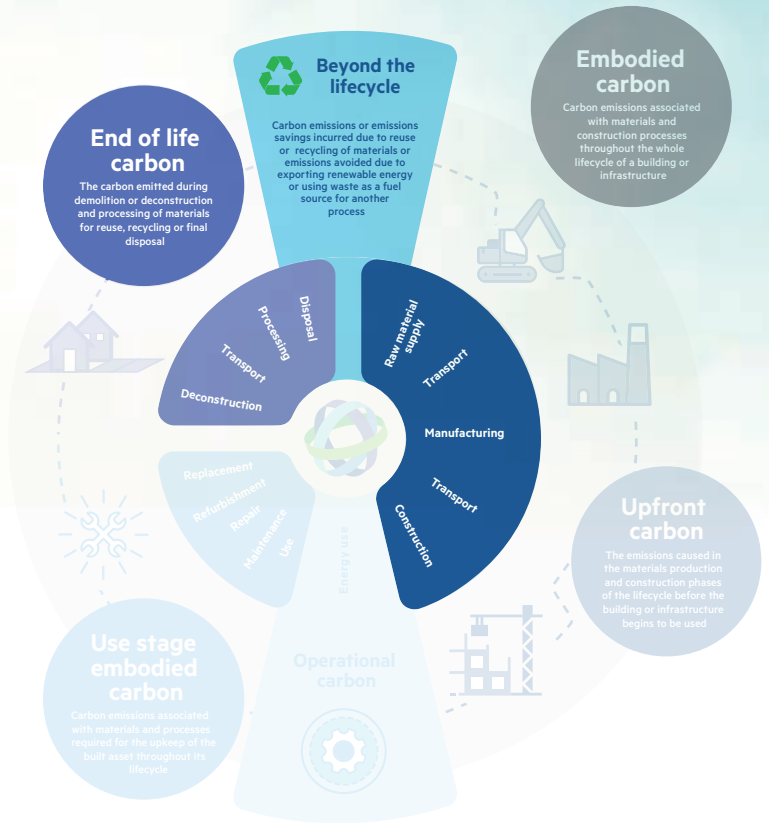 Beyond the
lifecycle
Carbon emissions or emissions
savings incurred due to reuse
or recycling of materials or
emissions avoided due to
exporting renewable energy
or using waste as a fuel
source for another
process
Embodied
carbon
Carbon emissions associated
with materials and
construction processes
throughout the whole
lifecycle of a building or
infrastructure
End of life
carbon
The carbon emitted during
demolition or deconstruction
and processing of materials
for reuse, recycling or final
disposal
Disposal
Processing
Transport
Deconstruction
Raw material
supply
Transport
Manufacturing
Transport
Construction
Replacement
Refurbishment
Repair
Maintenance
Use
Energy use
Upfront
carbon
The emissions caused in
the materials production
and construction phases
of the lifecycle before the
building or infrastructure
begins to be used
Use stage
embodied
carbon
Carbon emissions associated
with materials and processes
required for the upkeep of the
built asset throughout its
lifecycle
Operational
carbon